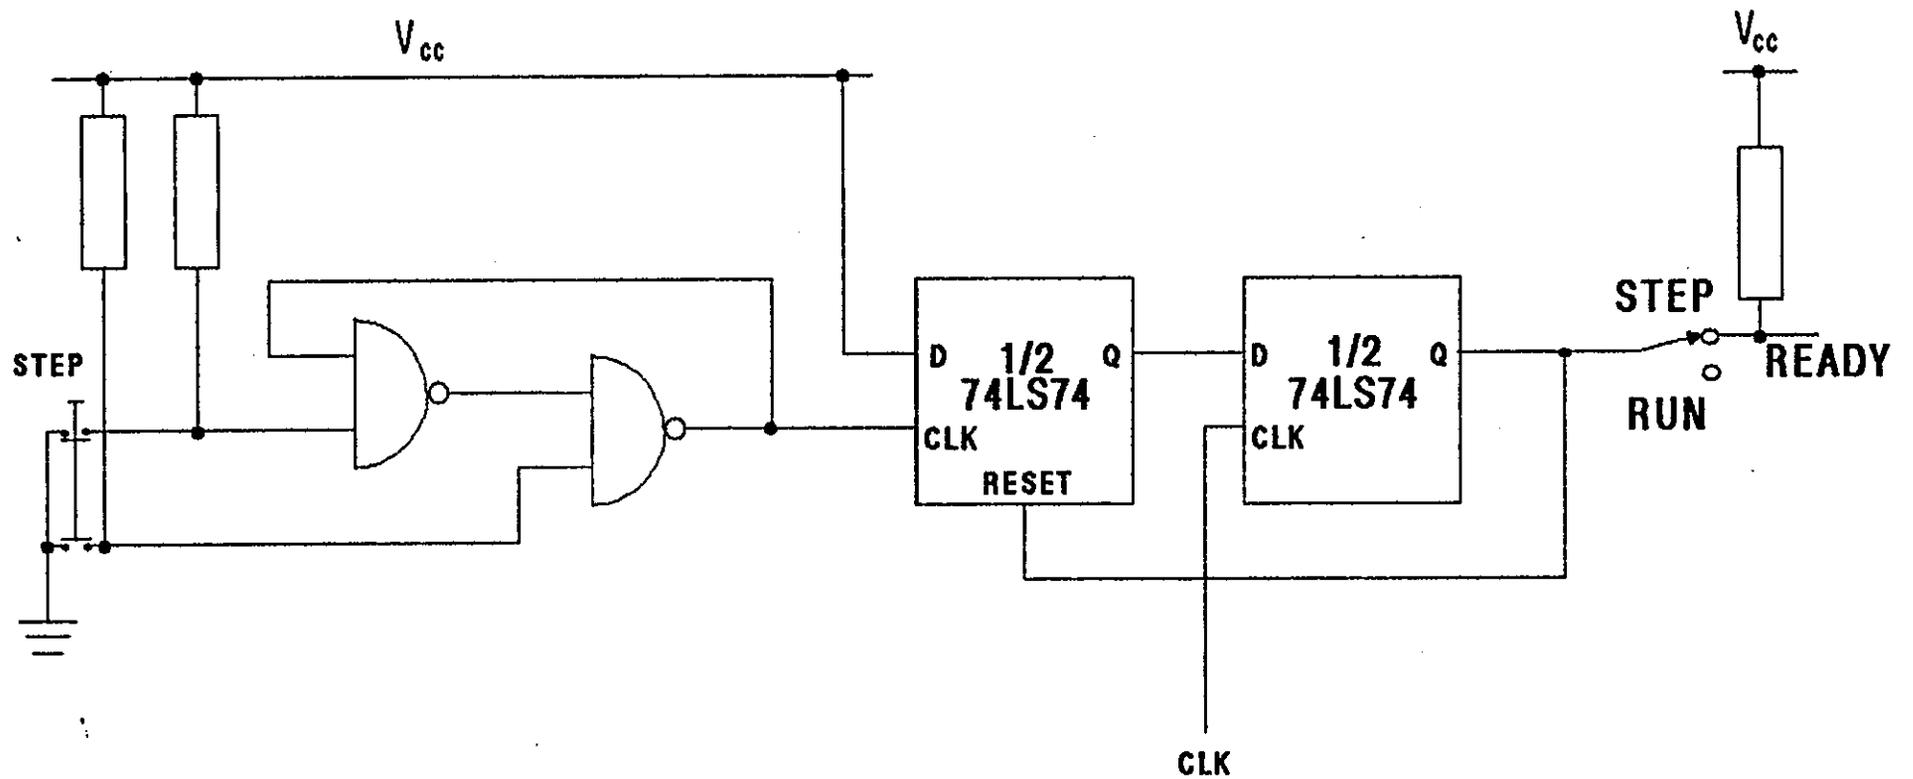 Vcc
Vcc
STEP
STEP
READY
RUN
D
1/2
Q
74LS74
CLK
RESET
D
1/2
Q
74LS74
CLK
CLK